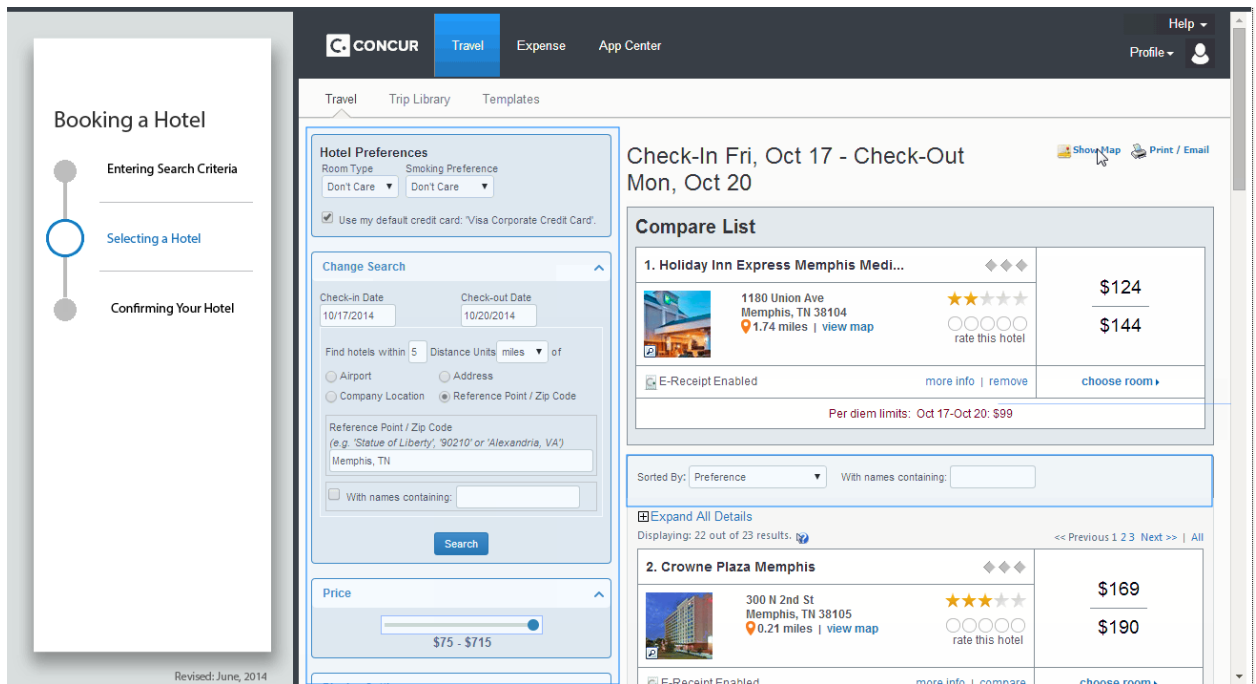 Booking a Hotel
Entering Search Criteria
Selecting a Hotel
Confirming Your Hotel
Revised: June, 2014
C. CONCUR
Travel
Expense
App Center
Help
Profile
Travel
Trip Library
Templates
Hotel Preferences
Room Type Smoking Preference
Don't Care Don't Care
Use my default credit card: 'Visa Corporate Credit Card'.
Change Search
Check-in Date Check-out Date
10/17/2014 10/20/2014
Find hotels within 5 Distance Units miles of
Airport Address
Company Location Reference Point / Zip Code
Reference Point / Zip Code
(e.g. 'Statue of Liberty', '90210' or 'Alexandria, VA')
Memphis, TN
With names containing:
Search
Price
$75 - $715
Check-In Fri, Oct 17 - Check-Out
Mon, Oct 20
Show Map Print / Email
Compare List
1. Holiday Inn Express Memphis Medi...
1180 Union Ave
Memphis, TN 38104
1.74 miles | view map
rate this hotel
$124
$144
E-Receipt Enabled
more info | remove
choose room
Per diem limits: Oct 17-Oct 20: $99
Sorted By: Preference With names containing:
Expand All Details
Displaying: 22 out of 23 results.
<< Previous 1 2 3 Next >> | All
2. Crowne Plaza Memphis
300 N 2nd St
Memphis, TN 38105
0.21 miles | view map
rate this hotel
$169
$190
E-Receipt Enabled
more info | compare
choose room